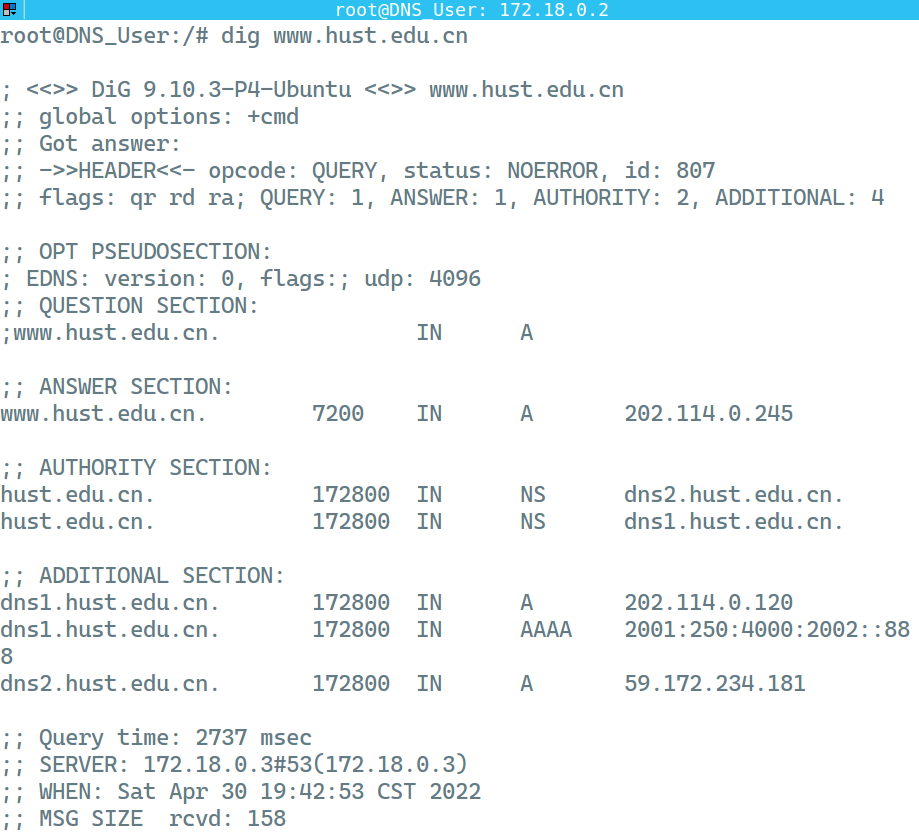 root@DNS_User: 172.18.0.2
root@DNS_User:/# dig www.hust.edu.cn
; <<>> DiG 9.10.3-P4-Ubuntu <<>> www.hust.edu.cn
;; global options: +cmd
;; Got answer:
;; ->>HEADER<<- opcode: QUERY, status: NOERROR, id: 807
;; flags: qr rd ra; QUERY: 1, ANSWER: 1, AUTHORITY: 2, ADDITIONAL: 4
;; OPT PSEUDOSECTION:
; EDNS: version: 0, flags:; udp: 4096
;; QUESTION SECTION:
;www.hust.edu.cn. IN A
;; ANSWER SECTION:
www.hust.edu.cn. 7200 IN A 202.114.0.245
;; AUTHORITY SECTION:
hust.edu.cn. 172800 IN NS dns2.hust.edu.cn.
hust.edu.cn. 172800 IN NS dns1.hust.edu.cn.
;; ADDITIONAL SECTION:
dns1.hust.edu.cn. 172800 IN A 202.114.0.120
dns1.hust.edu.cn. 172800 IN AAAA 2001:250:4000:2002::88
8
dns2.hust.edu.cn. 172800 IN A 59.172.234.181
;; Query time: 2737 msec
;; SERVER: 172.18.0.3#53(172.18.0.3)
;; WHEN: Sat Apr 30 19:42:53 CST 2022
;; MSG SIZE rcvd: 158